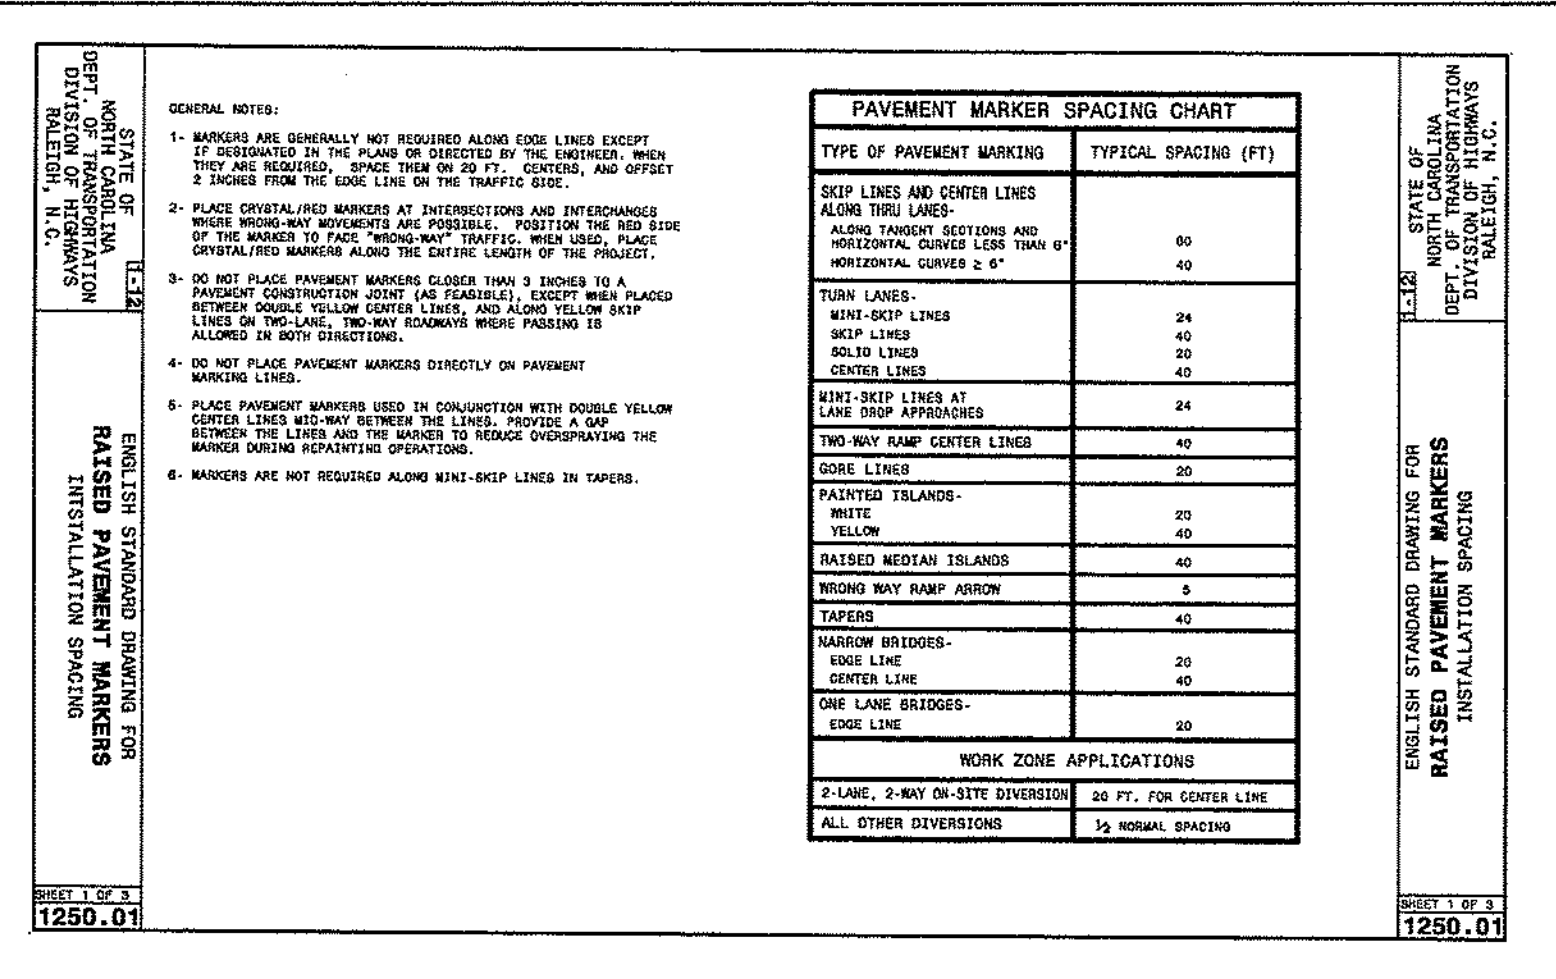 STATE OF
NORTH CAROLINA
DEPT. OF TRANSPORTATION
DIVISION OF HIGHWAYS
RALEIGH, N.C.
1-12
ENGLISH STANDARD DRAWING FOR
RAISED PAVEMENT MARKERS
INTSTALLATION SPACING
SHEET 1 OF 3
1250.01
GENERAL NOTES:
1- MARKERS ARE GENERALLY NOT REQUIRED ALONG EDGE LINES EXCEPT
IF DESIGNATED IN THE PLANS OR DIRECTED BY THE ENGINEER. WHEN
THEY ARE REQUIRED, SPACE THEM ON 20 FT. CENTERS, AND OFFSET
2 INCHES FROM THE EDGE LINE ON THE TRAFFIC SIDE.
2- PLACE CRYSTAL/RED MARKERS AT INTERSECTIONS AND INTERCHANGES
WHERE WRONG-WAY MOVEMENTS ARE POSSIBLE. POSITION THE RED SIDE
OF THE MARKER TO FACE "WRONG-WAY" TRAFFIC. WHEN USED, PLACE
CRYSTAL/RED MARKERS ALONG THE ENTIRE LENGTH OF THE PROJECT.
3- DO NOT PLACE PAVEMENT MARKERS CLOSER THAN 3 INCHES TO A
PAVEMENT CONSTRUCTION JOINT (AS FEASIBLE), EXCEPT WHEN PLACED
BETWEEN DOUBLE YELLOW CENTER LINES, AND ALONG YELLOW SKIP
LINES ON TWO-LANE, TWO-WAY ROADWAYS WHERE PASSING IS
ALLOWED IN BOTH DIRECTIONS.
4- DO NOT PLACE PAVEMENT MARKERS DIRECTLY ON PAVEMENT
MARKING LINES.
5- PLACE PAVEMENT MARKERS USED IN CONJUNCTION WITH DOUBLE YELLOW
CENTER LINES MID-WAY BETWEEN THE LINES. PROVIDE A GAP
BETWEEN THE LINES AND THE MARKER TO REDUCE OVERSPRAYING THE
MARKER DURING REPAINTING OPERATIONS.
6- MARKERS ARE NOT REQUIRED ALONG MINI-SKIP LINES IN TAPERS.
PAVEMENT MARKER SPACING CHART
TYPE OF PAVEMENT MARKING TYPICAL SPACING (FT)
SKIP LINES AND CENTER LINES
ALONG THRU LANES-
ALONG TANGENT SECTIONS AND
HORIZONTAL CURVES LESS THAN 6° 80
HORIZONTAL CURVES ≥ 6° 40
TURN LANES-
MINI-SKIP LINES 24
SKIP LINES 40
SOLID LINES 20
CENTER LINES 40
MINI-SKIP LINES AT
LANE DROP APPROACHES 24
TWO-WAY RAMP CENTER LINES 40
GORE LINES 20
PAINTED ISLANDS-
WHITE 20
YELLOW 40
RAISED MEDIAN ISLANDS 40
WRONG WAY RAMP ARROW 5
TAPERS 40
NARROW BRIDGES-
EDGE LINE 20
CENTER LINE 40
ONE LANE BRIDGES-
EDGE LINE 20
WORK ZONE APPLICATIONS
2-LANE, 2-WAY ON-SITE DIVERSION 20 FT. FOR CENTER LINE
ALL OTHER DIVERSIONS ½ NORMAL SPACING
STATE OF
NORTH CAROLINA
DEPT. OF TRANSPORTATION
DIVISION OF HIGHWAYS
RALEIGH, N.C.
1-12
ENGLISH STANDARD DRAWING FOR
RAISED PAVEMENT MARKERS
INSTALLATION SPACING
SHEET 1 OF 3
1250.01